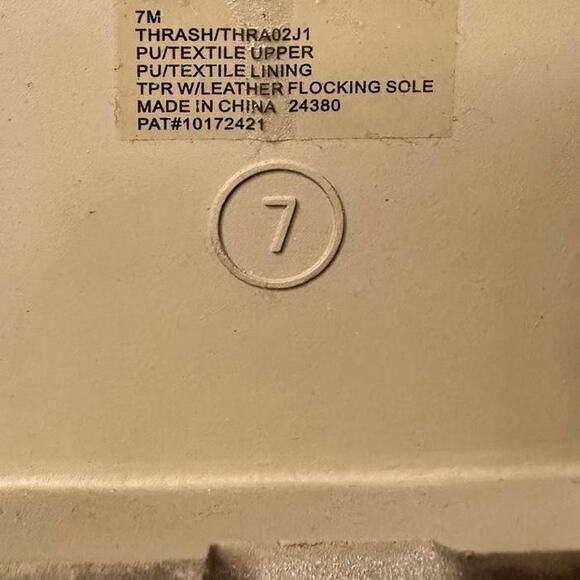 7M
THRASH/THRA02J1
PU/TEXTILE UPPER
PU/TEXTILE LINING
TPR W/LEATHER FLOCKING SOLE
MADE IN CHINA 24380
PAT#10172421
7